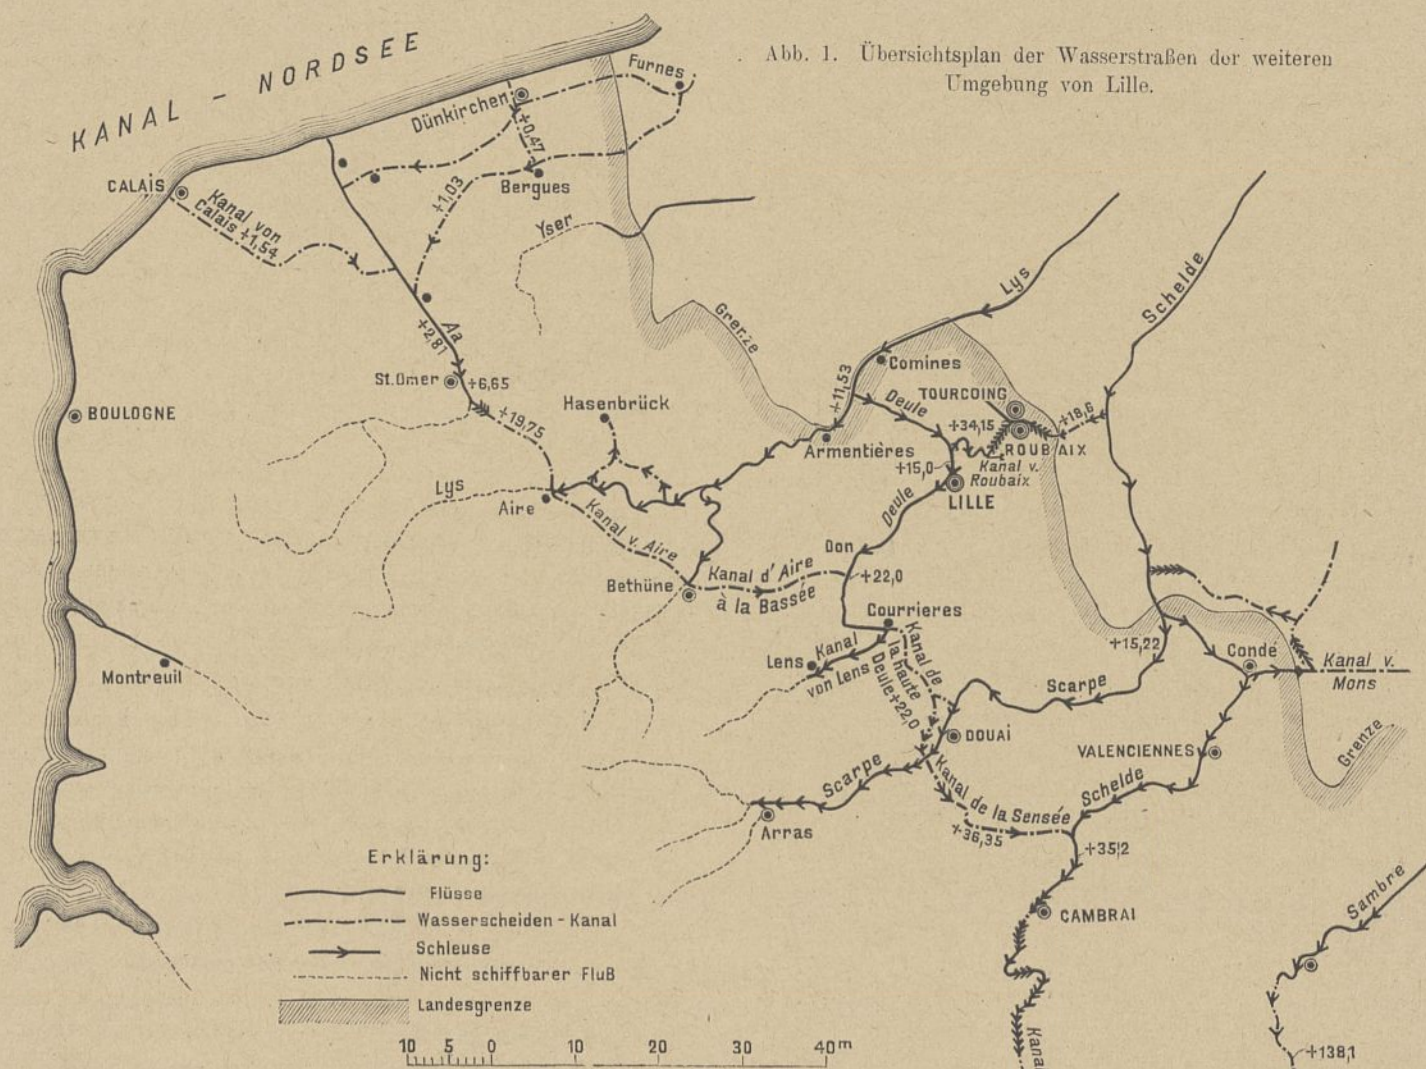 Abb. 1. Übersichtsplan der Wasserstraßen der weiteren
Umgebung von Lille.
KANAL - NORDSEE
Furnes
Dünkirchen
+0,47
CALAIS
Kanal von
Calais +1,54
+1,03
Bergues
Yser
Grenze
Lys
Schelde
Aa
+2,81
St. Omer
+6,65
+19,75
BOULOGNE
Hasenbrück
+11,53
Comines
Deule
TOURCOING
+18,6
+34,15
ROUBAIX
Armentières
+15,0
Kanal v.
Roubaix
LILLE
Lys
Aire
Kanal v. Aire
Deule
Don
Bethüne
Kanal d'Aire
à la Bassée
+22,0
Courrieres
Kanal de
la haute
Deule +22,0
Lens
Kanal
von Lens
+15,22
Condé
Kanal v.
Mons
Montreuil
Scarpe
DOUAI
VALENCIENNES
Grenze
Scarpe
Kanal de la Sensée
Schelde
+36,35
Arras
+35,2
CAMBRAI
Sambre
+138,1
Kana
Erklärung:
Flüsse
Wasserscheiden-Kanal
Schleuse
Nicht schiffbarer Fluß
Landesgrenze
10 5 0 10 20 30 40 m